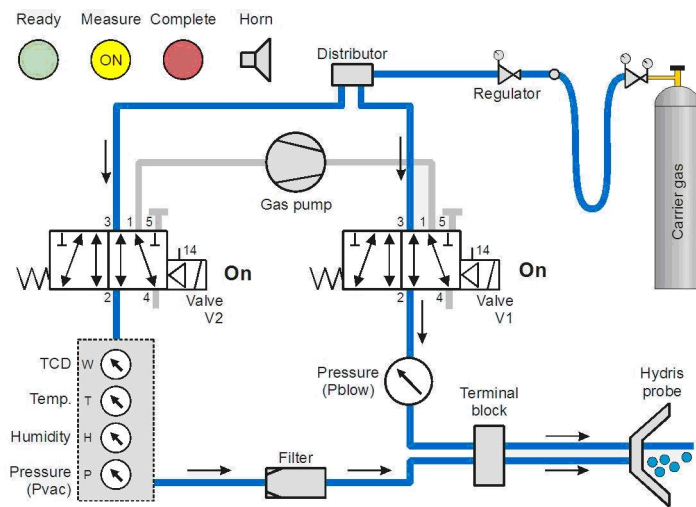 Ready
Measure
Complete
Horn
ON
Distributor
Regulator
Carrier gas
Gas pump
3 1 5
14
On
2 4
Valve
V2
3 1 5
14
On
2 4
Valve
V1
TCD W
Temp. T
Humidity H
Pressure
(Pvac) P
Filter
Pressure
(Pblow)
Terminal
block
Hydris
probe